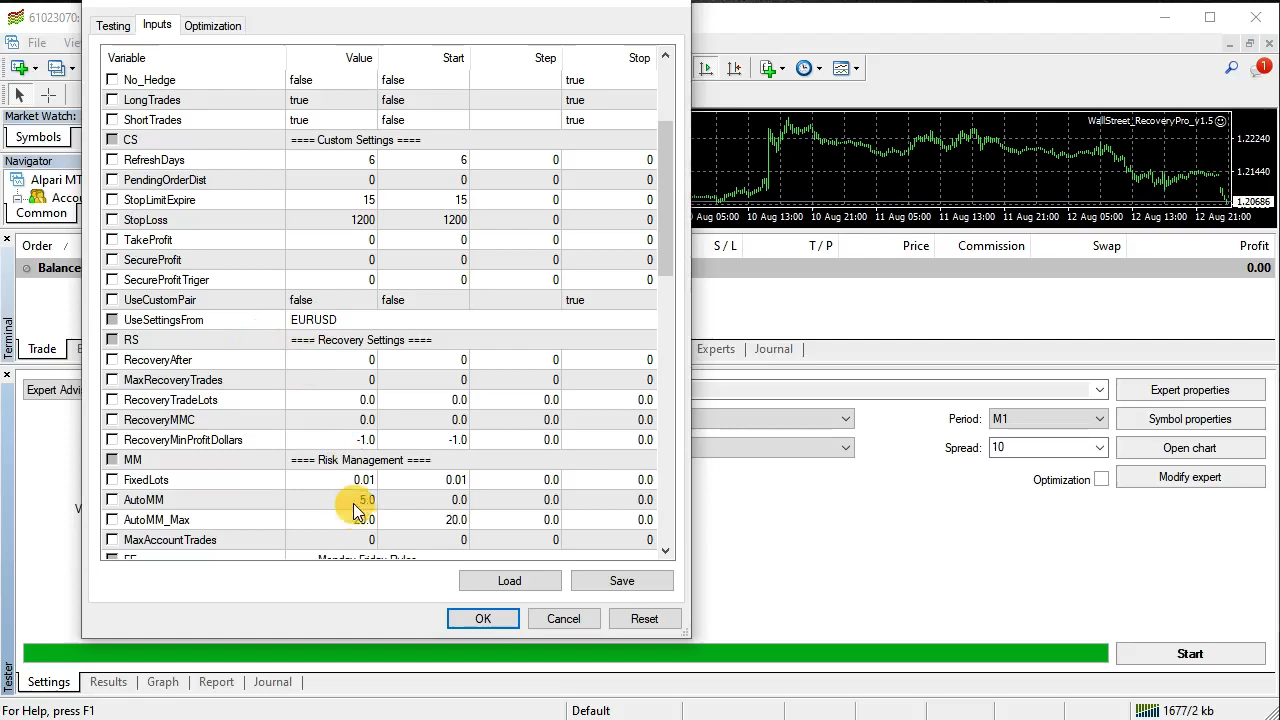 61023070:
Testing Inputs Optimization
File Vie
Variable Value Start Step Stop
No_Hedge false false true
LongTrades true false true
ShortTrades true false true
CS ==== Custom Settings ====
RefreshDays 6 6 0 0
PendingOrderDist 0 0 0 0
StopLimitExpire 15 15 0 0
StopLoss 1200 1200 0 0
TakeProfit 0 0 0 0
SecureProfit 0 0 0 0
SecureProfitTriger 0 0 0 0
UseCustomPair false false true
UseSettingsFrom EURUSD
RS ==== Recovery Settings ====
RecoveryAfter 0 0 0 0
MaxRecoveryTrades 0 0 0 0
RecoveryTradeLots 0.0 0.0 0.0 0.0
RecoveryMMC 0.0 0.0 0.0 0.0
RecoveryMinProfitDollars -1.0 -1.0 0.0 0.0
MM ==== Risk Management ====
FixedLots 0.01 0.01 0.0 0.0
AutoMM 5.0 0.0 0.0 0.0
AutoMM_Max 20.0 20.0 0.0 0.0
MaxAccountTrades 0 0 0 0
Load Save
OK Cancel Reset
1
Market Watch:
Symbols
Navigator
Alpari MT
Accou
Common
WallStreet_RecoveryPro_v1.5
1.22240
1.21440
1.20686
Aug 05:00 10 Aug 13:00 10 Aug 21:00 11 Aug 05:00 11 Aug 13:00 11 Aug 21:00 12 Aug 05:00 12 Aug 13:00 12 Aug 21:00
Order / S / L T / P Price Commission Swap Profit
Balance 0.00
Terminal
Trade E Experts Journal
Expert Advi Expert properties
Period: M1 Symbol properties
Spread: 10 Open chart
Optimization Modify expert
Start
Tester
Settings Results Graph Report Journal
For Help, press F1 Default 1677/2 kb